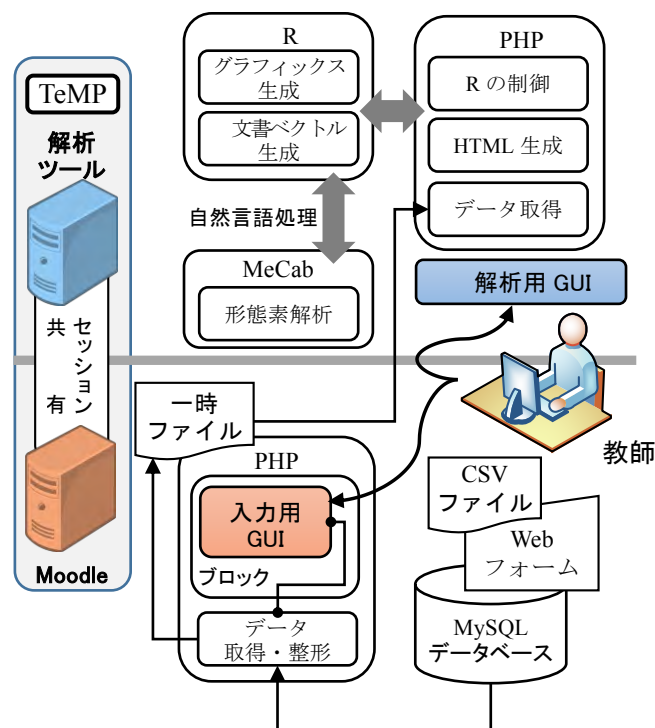 TeMP
解析
ツール
セッション
共有
Moodle
R
グラフィックス
生成
文書ベクトル
生成
自然言語処理
MeCab
形態素解析
PHP
R の制御
HTML 生成
データ取得
解析用 GUI
教師
一時
ファイル
PHP
入力用
GUI
ブロック
データ
取得・整形
CSV
ファイル
Web
フォーム
MySQL
データベース